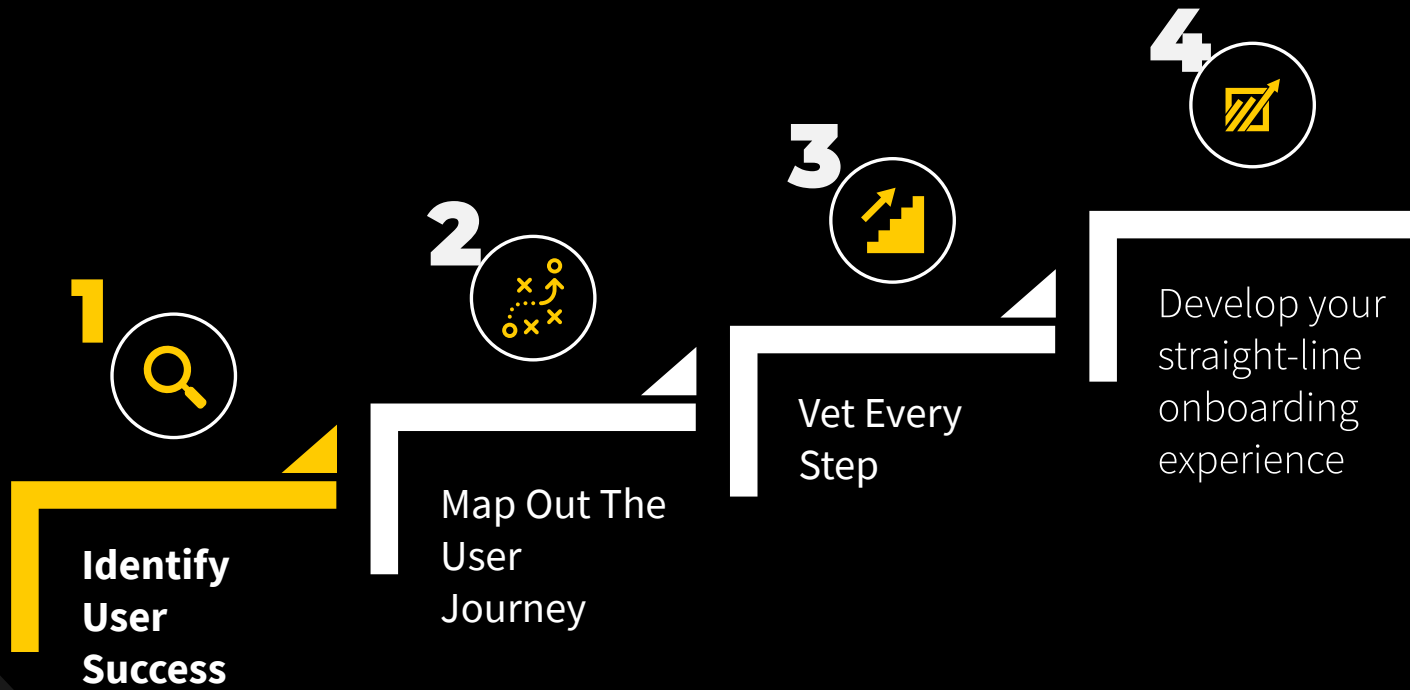 1
Identify
User
Success
2
Map Out The
User
Journey
3
Vet Every
Step
4
Develop your
straight-line
onboarding
experience